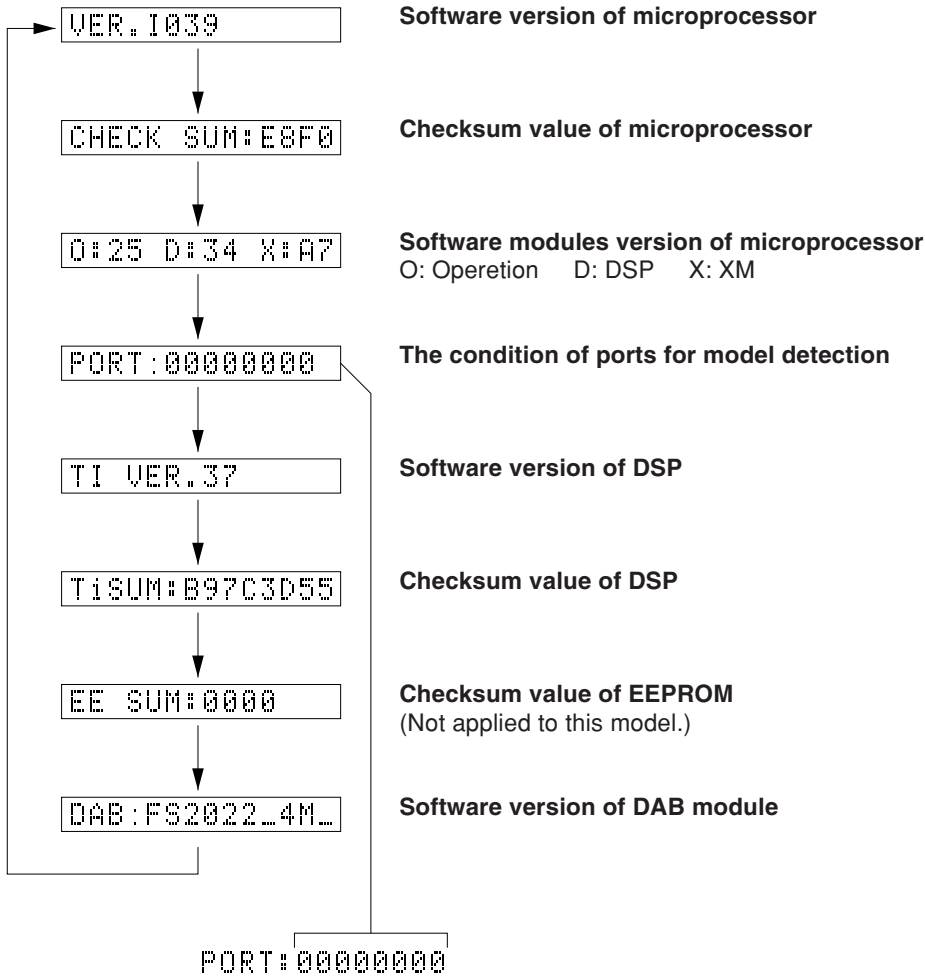 VER.I039
Software version of microprocessor
CHECK SUM:E8F0
Checksum value of microprocessor
O:25 D:34 X:A7
Software modules version of microprocessor
O: Operetion D: DSP X: XM
PORT:00000000
The condition of ports for model detection
TI VER.37
Software version of DSP
TiSUM:B97C3D55
Checksum value of DSP
EE SUM:0000
Checksum value of EEPROM
(Not applied to this model.)
DAB:FS2022_4M_
Software version of DAB module
PORT:00000000